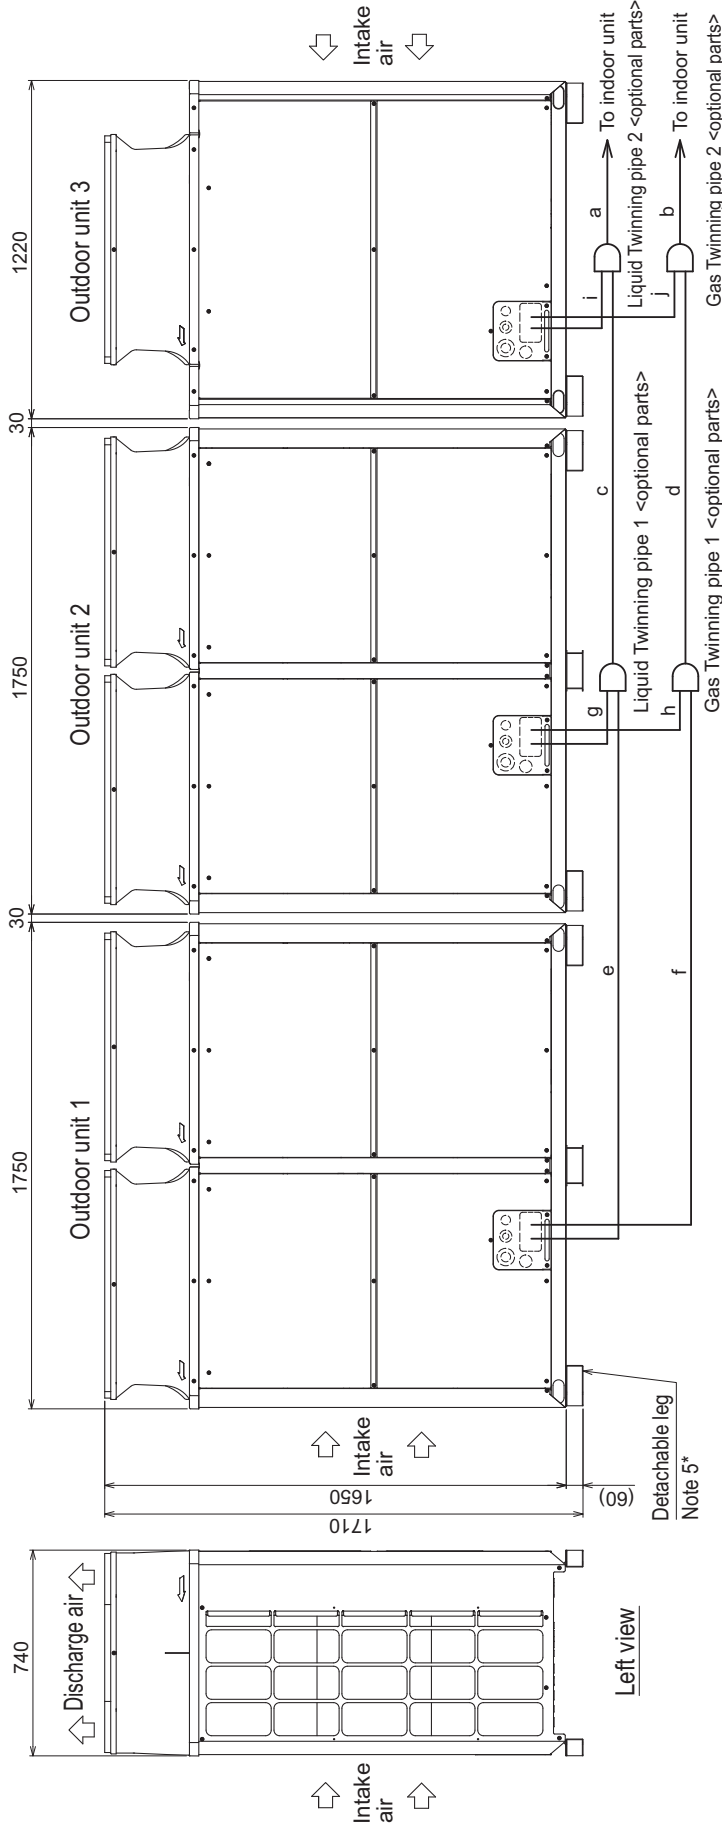 740
Discharge air
Intake
air
Left view
1710
1650
(60)
Detachable leg
Note 5*
Intake
air
1750
30
1750
30
1220
Outdoor unit 1
Outdoor unit 2
Outdoor unit 3
Intake
air
e
f
g
h
c
d
i
j
a
b
To indoor unit
To indoor unit
Liquid Twinning pipe 1 <optional parts>
Gas Twinning pipe 1 <optional parts>
Liquid Twinning pipe 2 <optional parts>
Gas Twinning pipe 2 <optional parts>